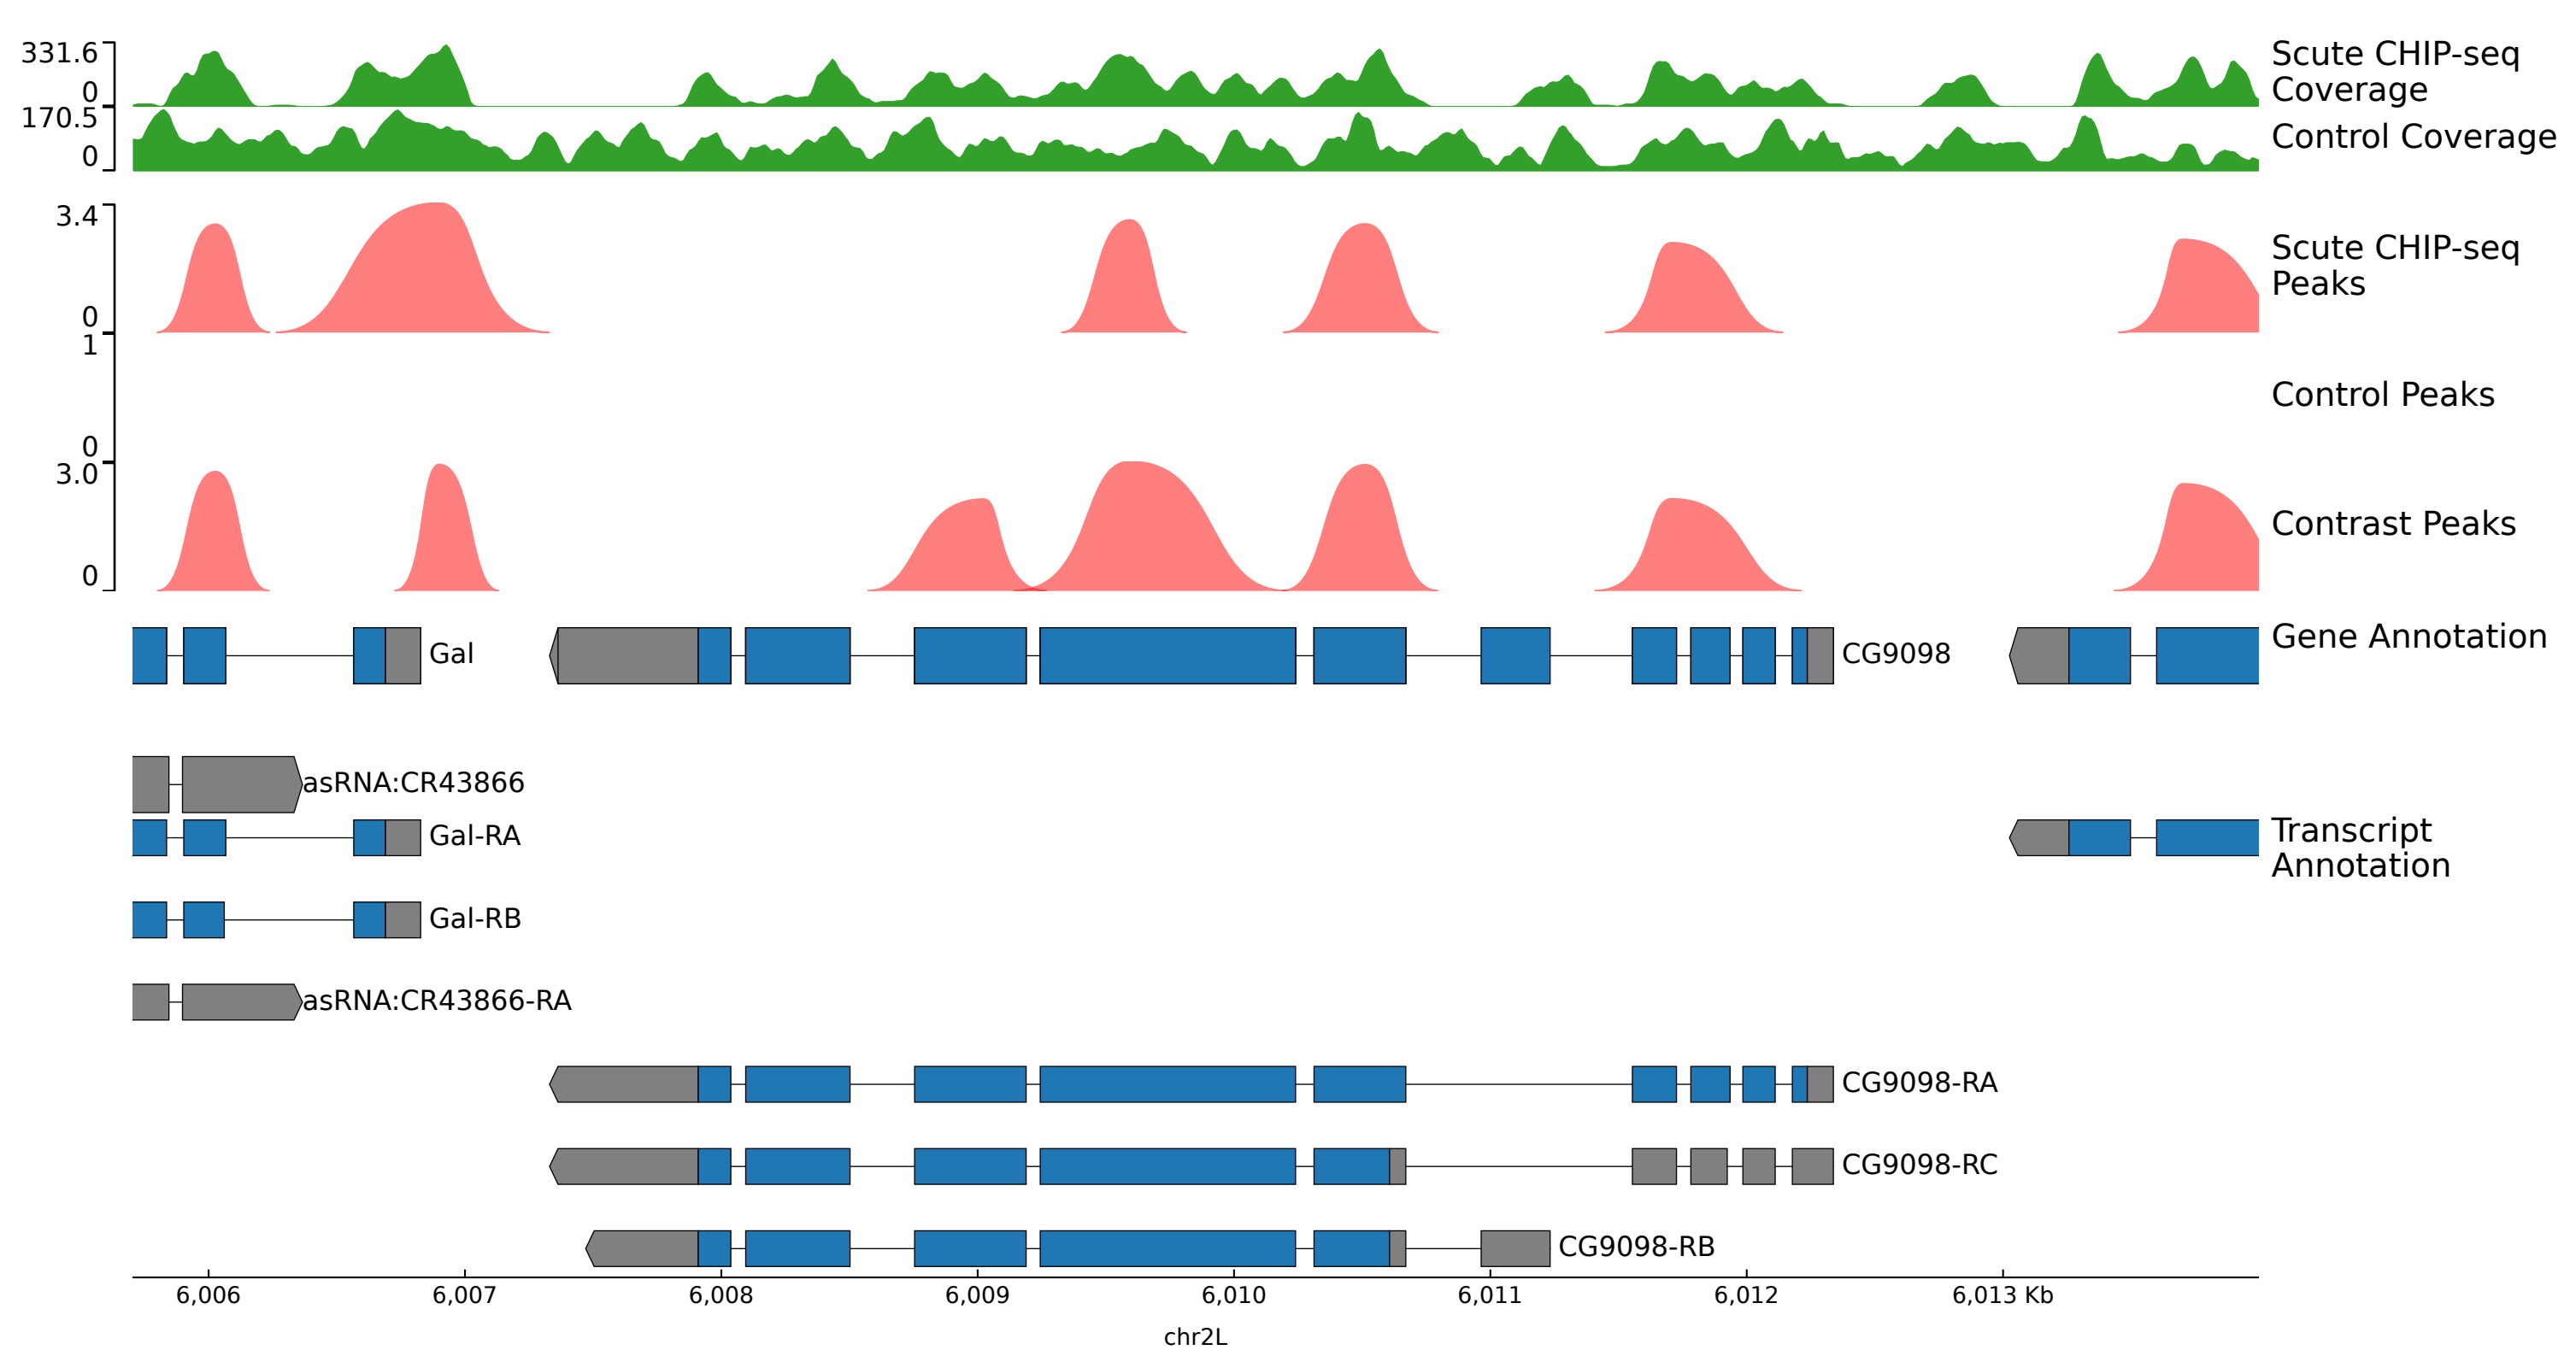 331.6
0
Scute CHIP-seq
Coverage
170.5
0
Control Coverage
3.4
0
Scute CHIP-seq
Peaks
1
0
Control Peaks
3.0
0
Contrast Peaks
Gal
CG9098
Gene Annotation
asRNA:CR43866
Gal-RA
Transcript
Annotation
Gal-RB
asRNA:CR43866-RA
CG9098-RA
CG9098-RC
CG9098-RB
6,006 6,007 6,008 6,009 6,010 6,011 6,012 6,013 Kb
chr2L